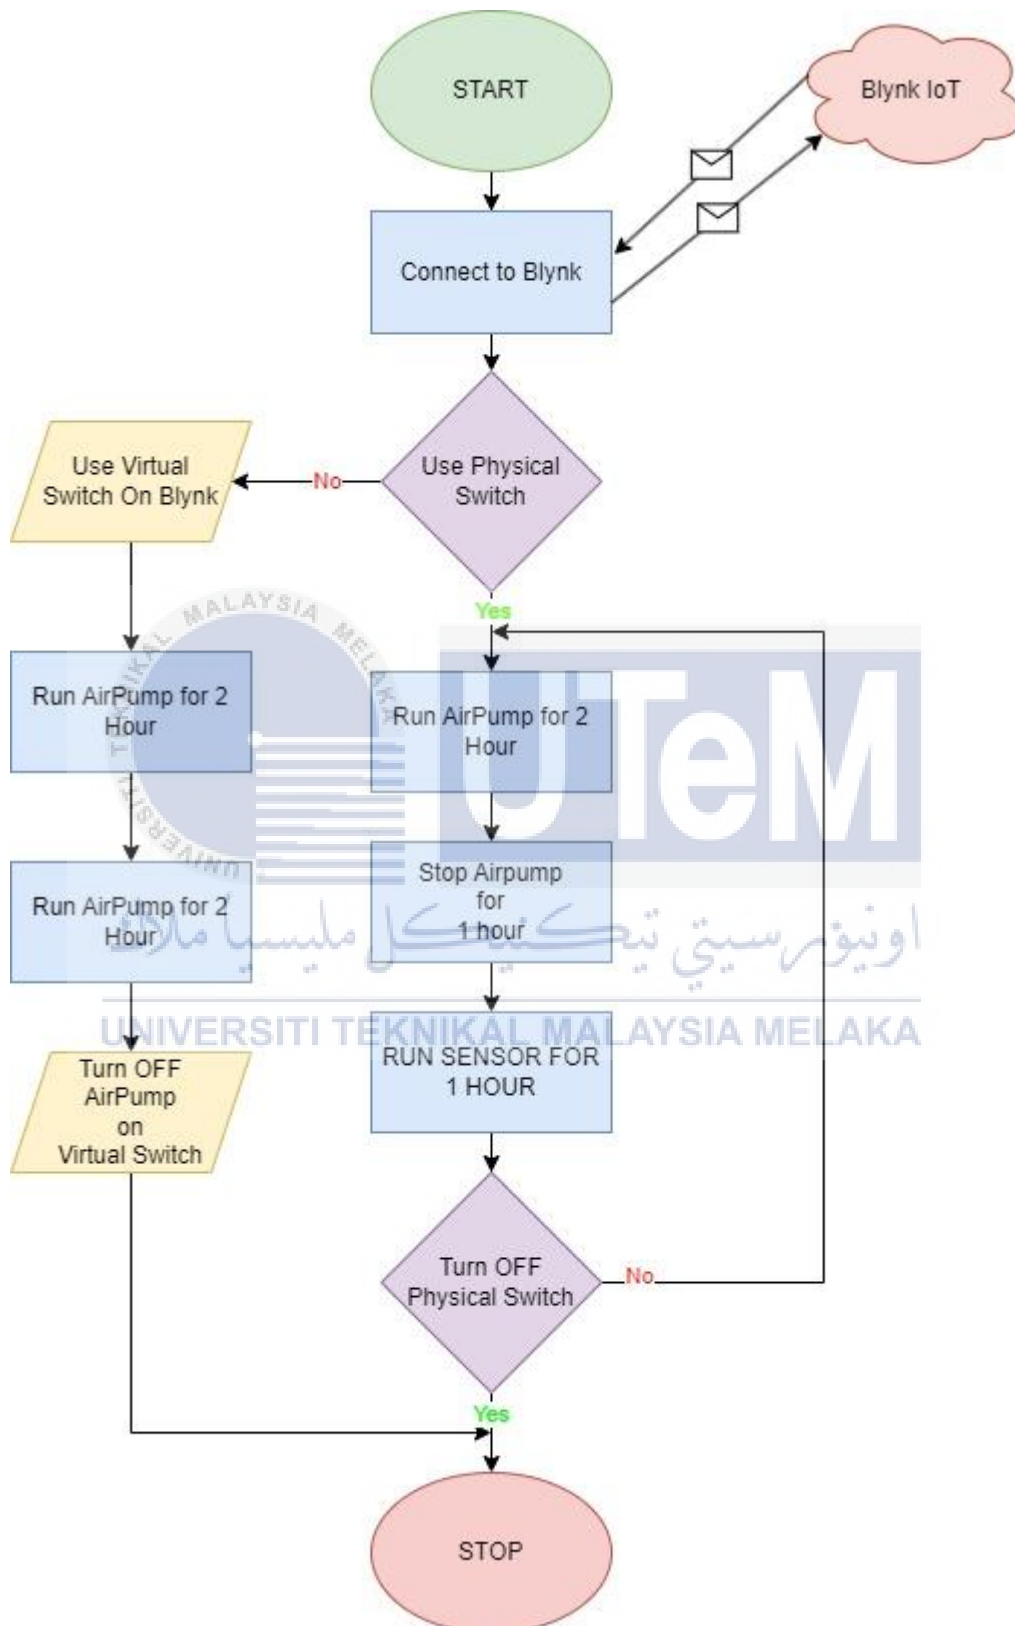 START
Blynk IoT
Connect to Blynk
Use Physical
Switch
No
Use Virtual
Switch On Blynk
Yes
Run AirPump for 2
Hour
Run AirPump for 2
Hour
Stop Airpump
for
1 hour
Run AirPump for 2
Hour
RUN SENSOR FOR
1 HOUR
Turn OFF
AirPump
on
Virtual Switch
Turn OFF
Physical Switch
No
Yes
STOP
UNIVERSITI TEKNIKAL MALAYSIA MELAKA
UTeM
اونيۏرسيتي تيكنيكل مليسيا ملاك
UNIVERSITI TEKNIKAL MALAYSIA MELAKA